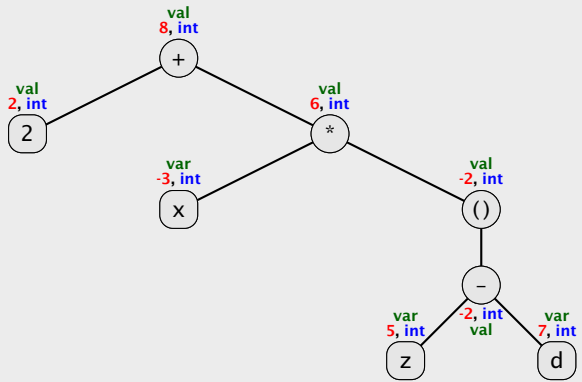 val
8, int
+
val
2, int
2
val
6, int
*
var
-3, int
x
val
-2, int
()
–
-2, int
val
var
5, int
z
var
7, int
d